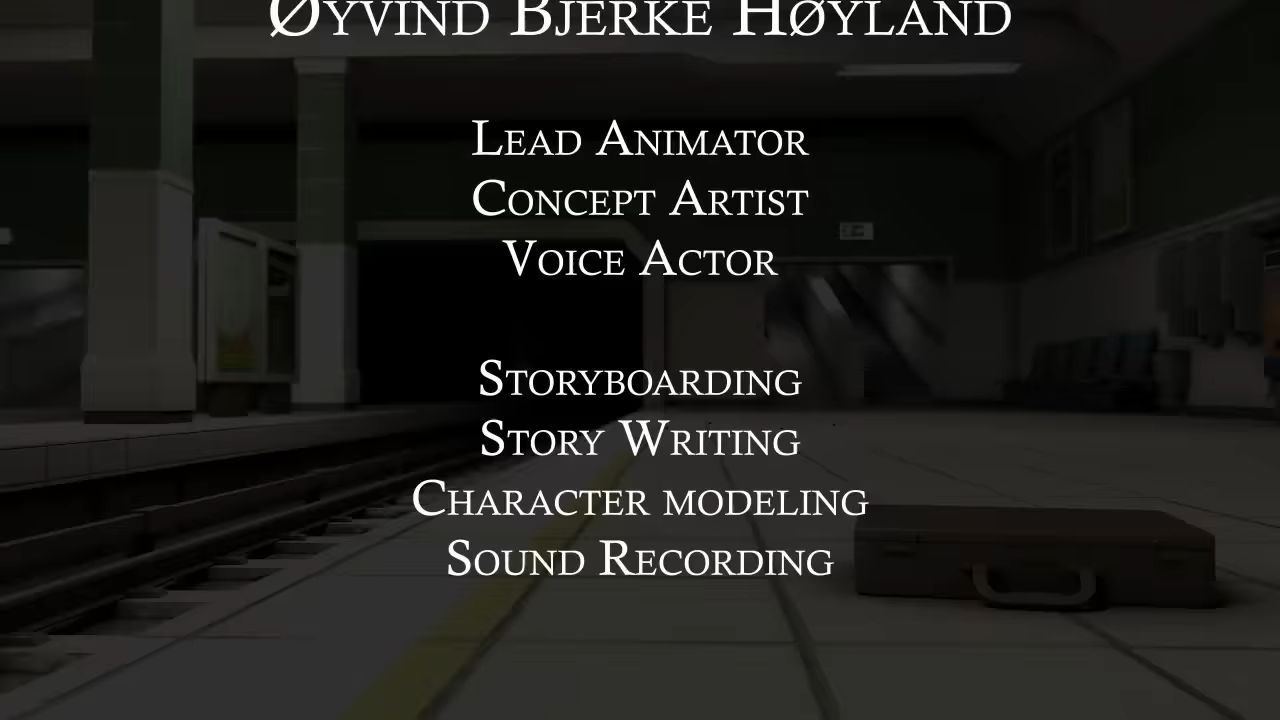 Øyvind Bjerke Høyland
Lead Animator
Concept Artist
Voice Actor
Storyboarding
Story Writing
Character modeling
Sound Recording